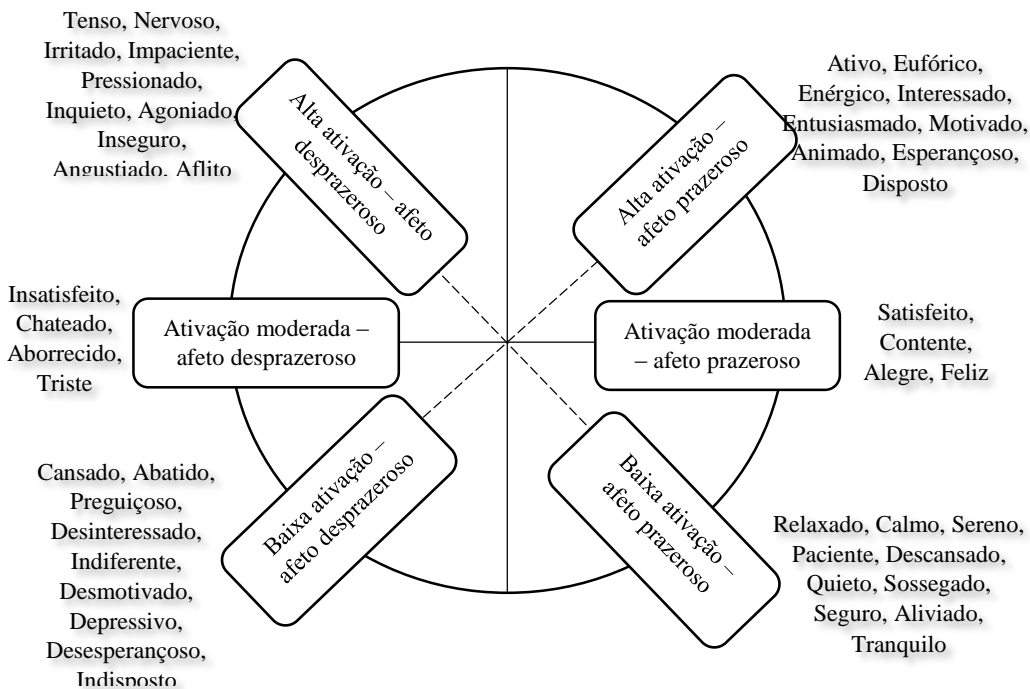 Tenso, Nervoso,
Irritado, Impaciente,
Pressionado,
Inquieto, Agoniado,
Inseguro,
Angustiado, Aflito
Alta ativação – afeto
desprazeroso
Alta ativação –
afeto prazeroso
Ativo, Eufórico,
Enérgico, Interessado,
Entusiasmado, Motivado,
Animado, Esperançoso,
Disposto
Insatisfeito,
Chateado,
Aborrecido,
Triste
Ativação moderada –
afeto desprazeroso
Ativação moderada
– afeto prazeroso
Satisfeito,
Contente,
Alegre, Feliz
Cansado, Abatido,
Preguiçoso,
Desinteressado,
Indiferente,
Desmotivado,
Depressivo,
Desesperançoso,
Indisposto
Baixa ativação –
afeto desprazeroso
Baixa ativação –
afeto prazeroso
Relaxado, Calmo, Sereno,
Paciente, Descansado,
Quieto, Sossegado,
Seguro, Aliviado,
Tranquilo